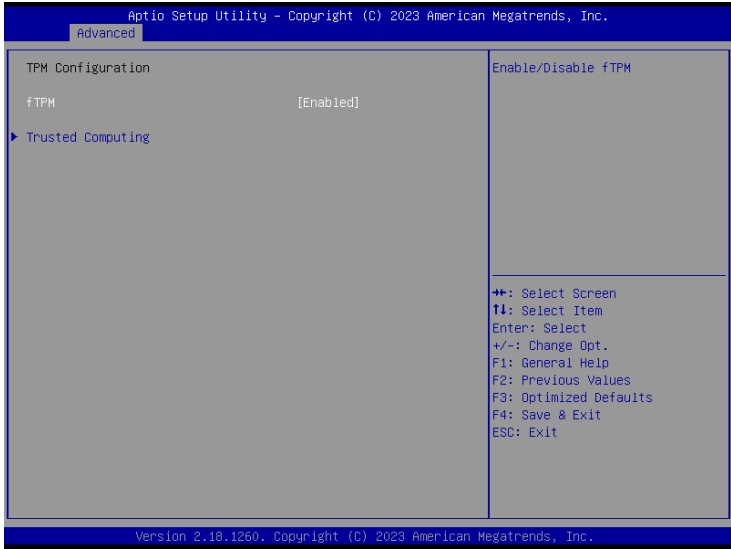 Aptio Setup Utility – Copyright (C) 2023 American Megatrends, Inc.
Advanced
TPM Configuration
fTPM [Enabled]
Trusted Computing
Enable/Disable fTPM
→←: Select Screen
↑↓: Select Item
Enter: Select
+/-: Change Opt.
F1: General Help
F2: Previous Values
F3: Optimized Defaults
F4: Save & Exit
ESC: Exit
Version 2.18.1260. Copyright (C) 2023 American Megatrends, Inc.